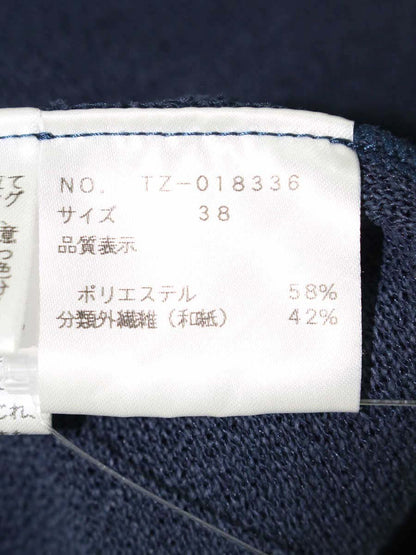 NO. TZ-018336
サイズ 38
品質表示
ポリエステル 58%
分類外繊維(和紙) 42%